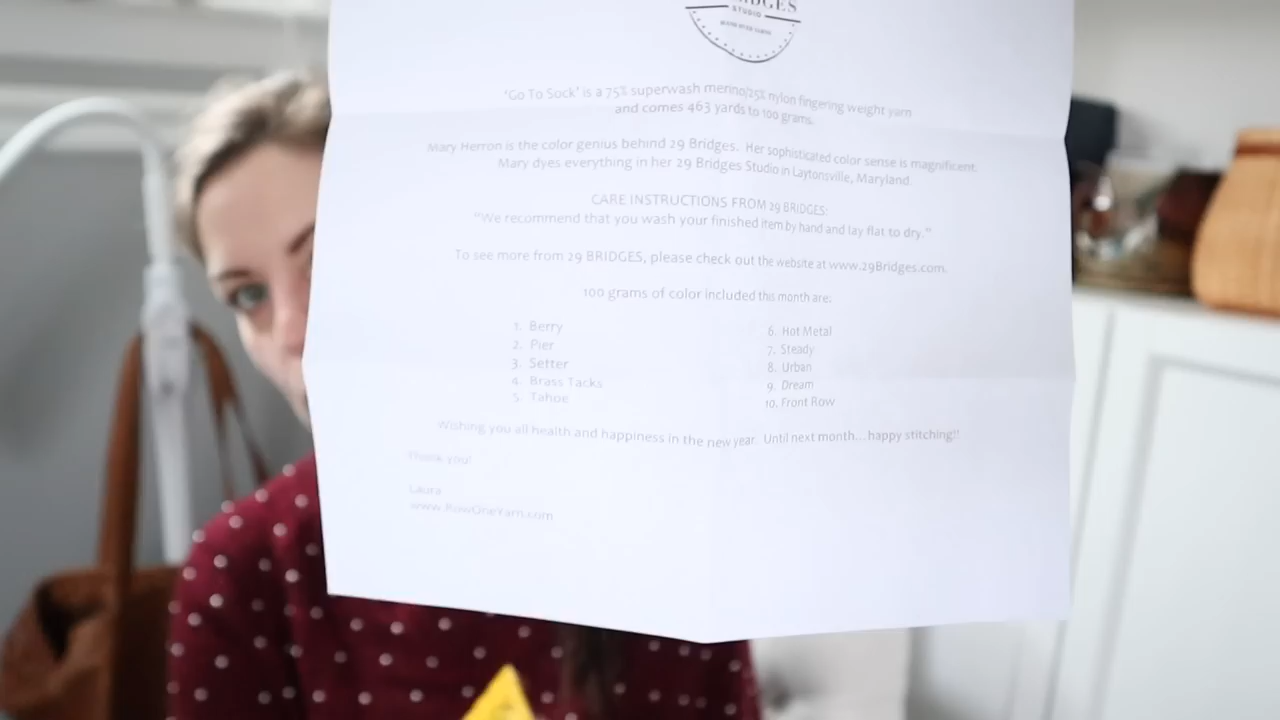 STUDIO
'Go To Sock' is a 75% superwash merino/25% nylon fingering weight yarn
and comes 463 yards to 100 grams.
Mary Herron is the color genius behind 29 Bridges. Her sophisticated color sense is magnificent.
Mary dyes everything in her 29 Bridges Studio in Laytonsville, Maryland.
CARE INSTRUCTIONS FROM 29 BRIDGES:
"We recommend that you wash your finished item by hand and lay flat to dry."
To see more from 29 BRIDGES, please check out the website at www.29Bridges.com.
100 grams of color included this month are:
1. Berry
2. Pier
3. Setter
4. Brass Tacks
5. Tahoe
6. Hot Metal
7. Steady
8. Urban
9. Dream
10. Front Row
Wishing you all health and happiness in the new year. Until next month...happy stitching!!
Thank you!
Laura
www.RowOneYarn.com